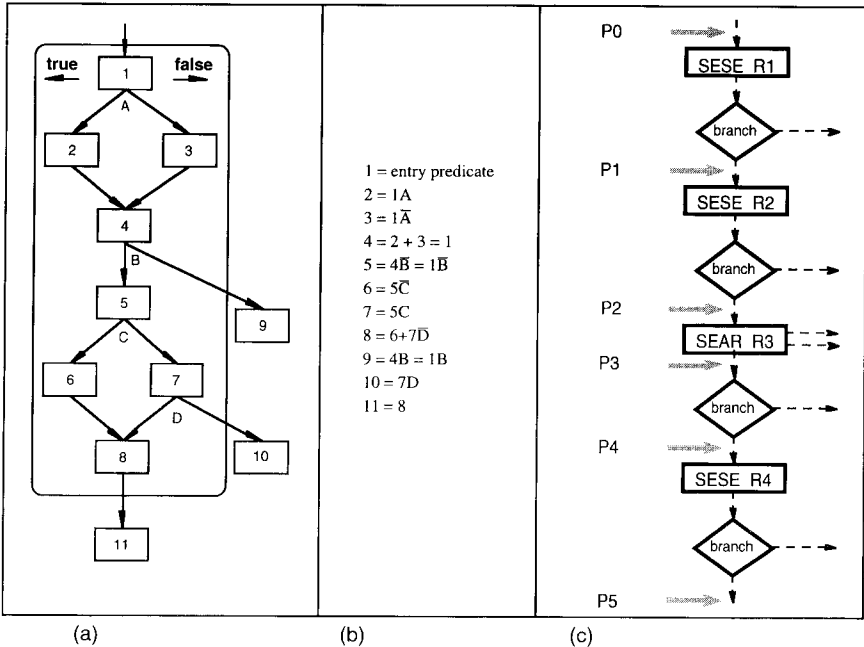 true
false
1
A
2
3
4
B
5
9
C
6
7
D
8
10
11
(a)
1 = entry predicate
2 = 1A
3 = 1A̅
4 = 2 + 3 = 1
5 = 4B̅ = 1B̅
6 = 5C̅
7 = 5C
8 = 6+7D̅
9 = 4B = 1B
10 = 7D
11 = 8
(b)
P0
SESE R1
branch
P1
SESE R2
branch
P2
SEAR R3
P3
branch
P4
SESE R4
branch
P5
(c)